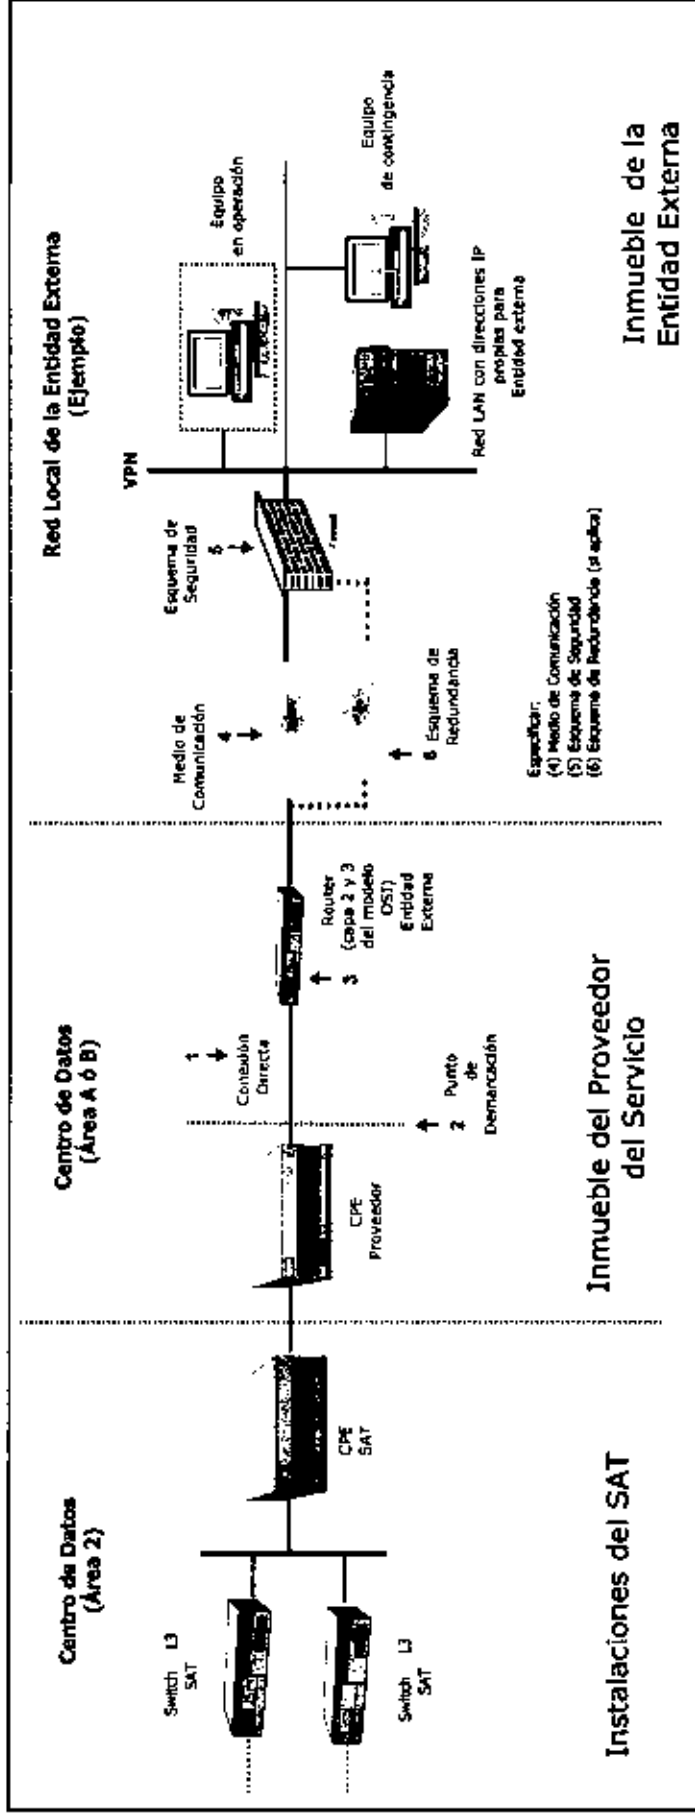 Centro de Datos
(Área 2)
Switch L3
SAT
Switch L3
SAT
CPE
SAT
Instalaciones del SAT
Centro de Datos
(Área A ó B)
CPE
Proveedor
1
Conexión
Directa
2
Punto
de
Demarcación
3
Router
(capa 2 y 3
del modelo
OSI)
Entidad
Externa
Inmueble del Proveedor
del Servicio
Red Local de la Entidad Externa
(Ejemplo)
Medio de
Comunicación
4
6 Esquema de
Redundancia
Esquema de
Seguridad
5
VPN
Equipo
en operación
Equipo
de contingencia
Red LAN con direcciones IP
propias para
Entidad externa
Especificar:
(4) Medio de Comunicación
(5) Esquema de Seguridad
(6) Esquema de Redundancia (si aplica)
Inmueble de la
Entidad Externa